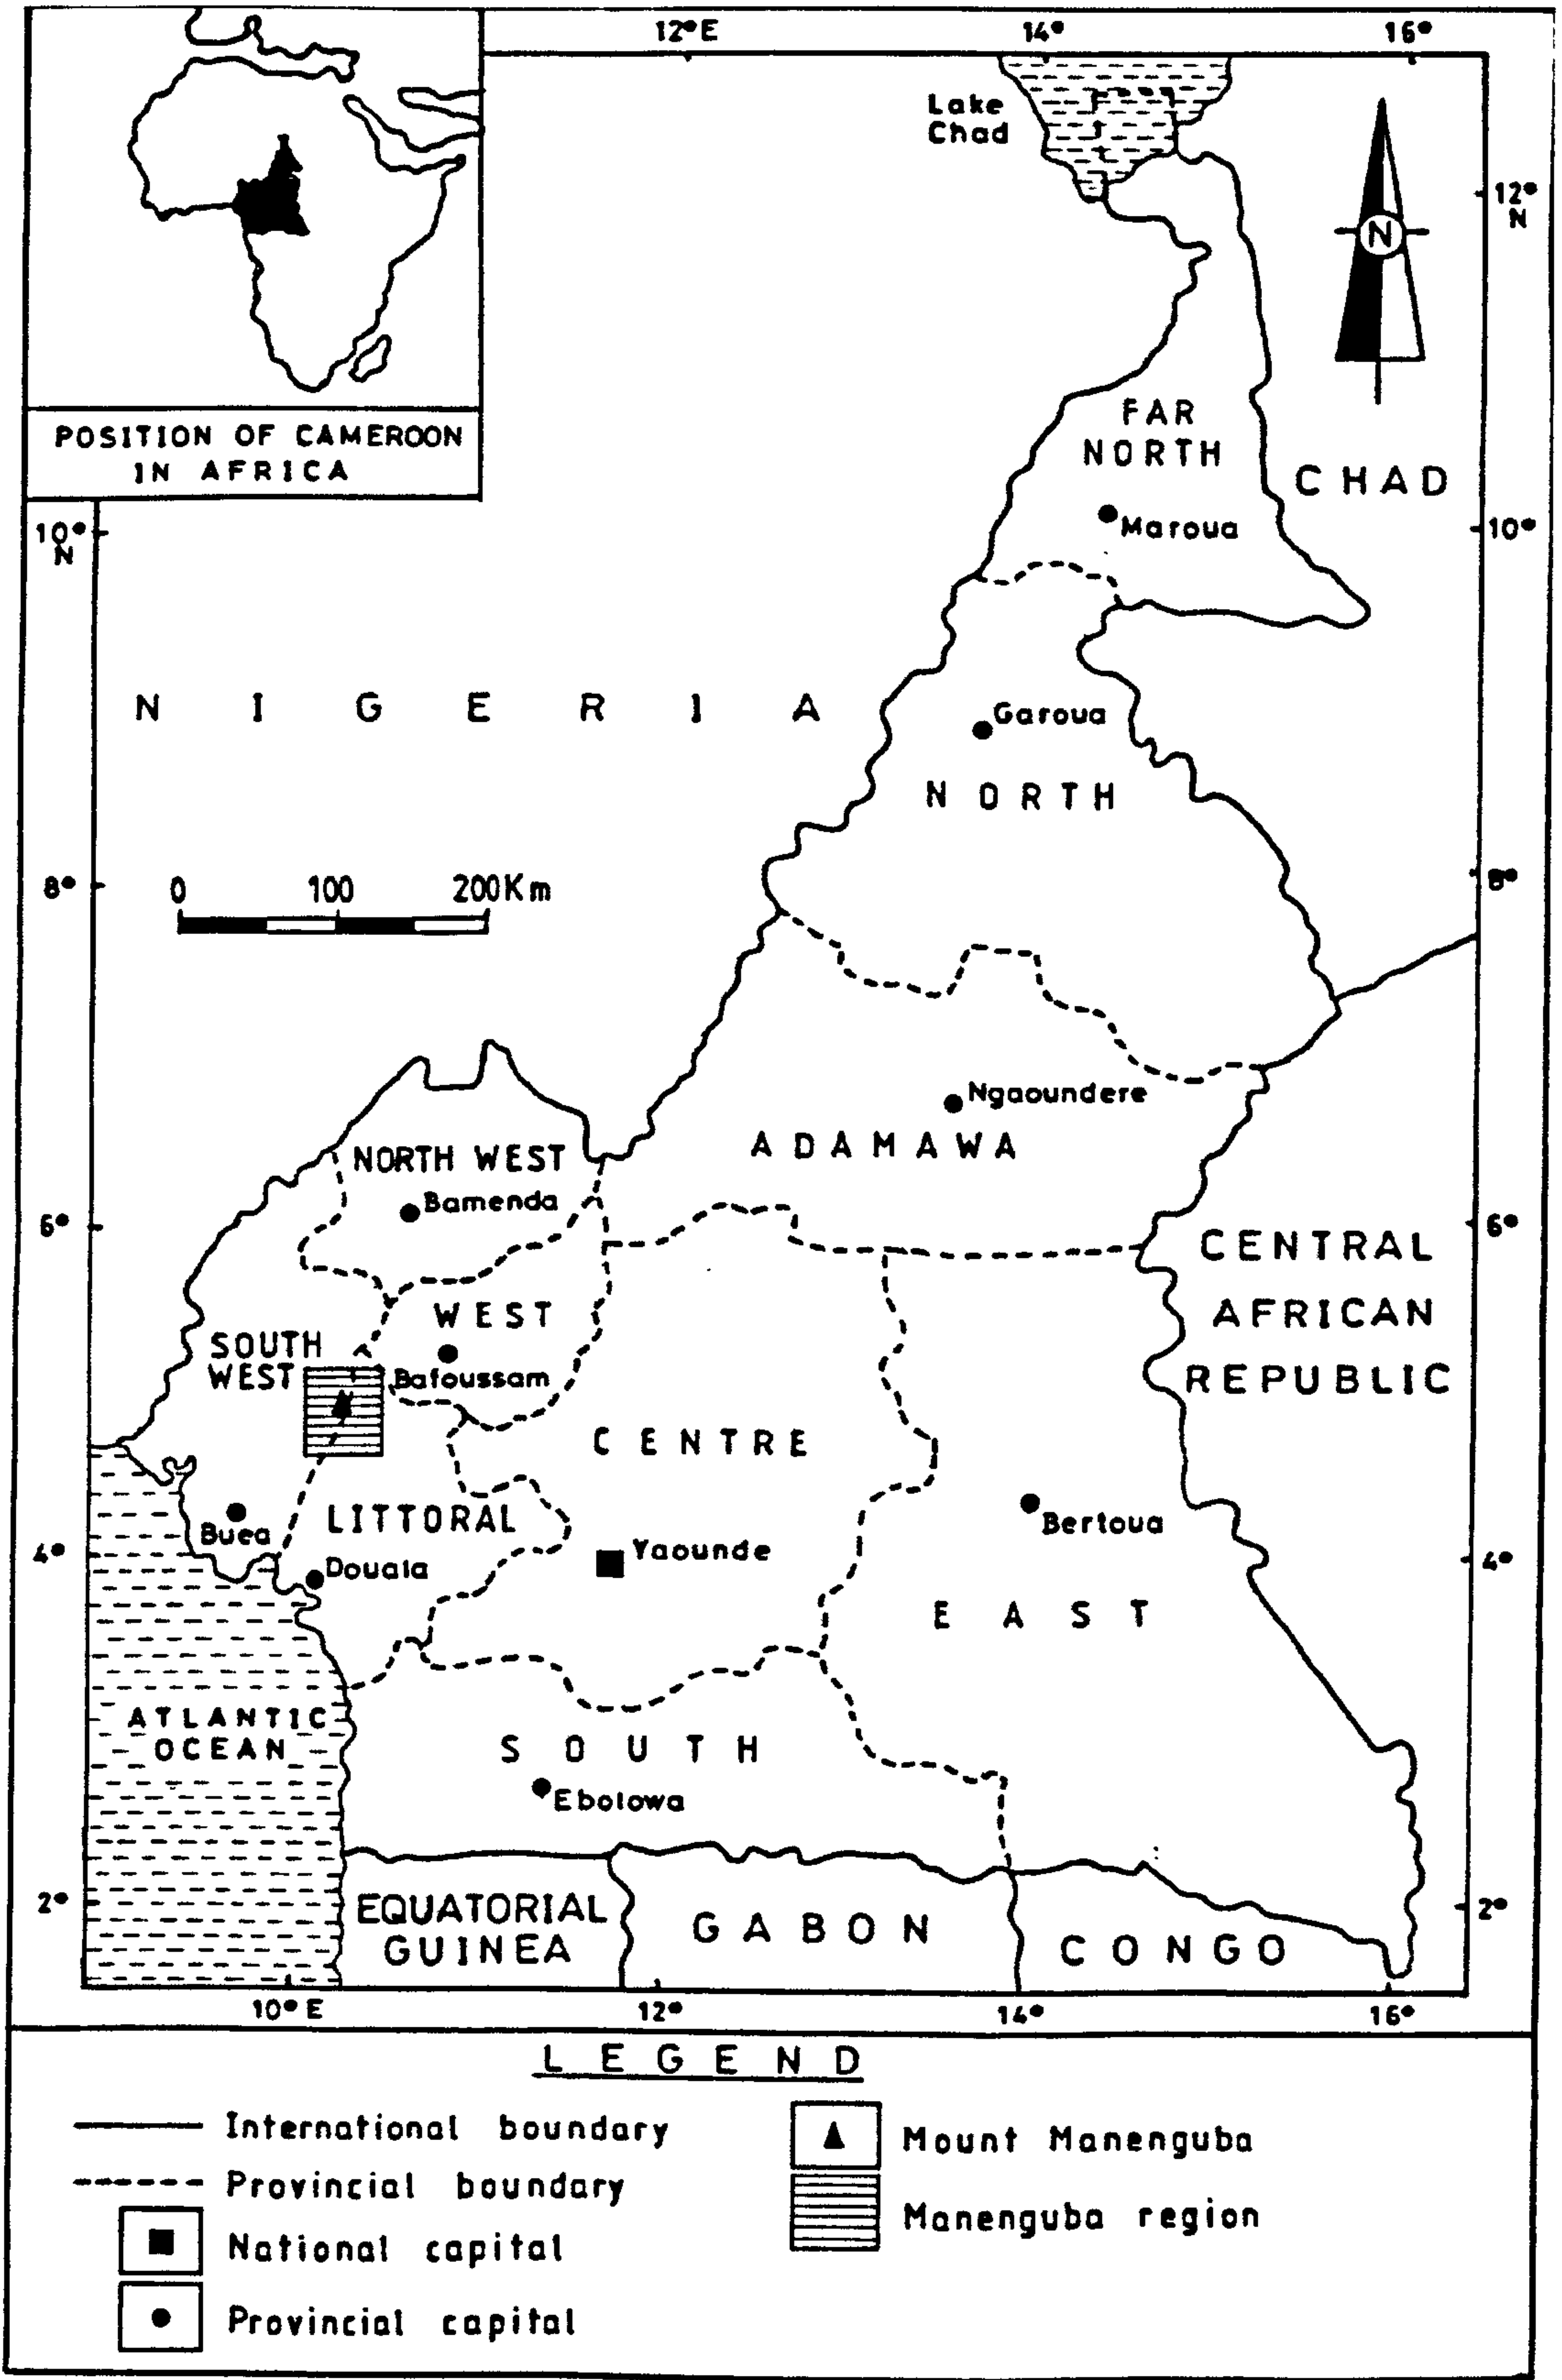 12°E 14° 16°
Lake
Chad
12°
N
N
POSITION OF CAMEROON
IN AFRICA
FAR
NORTH
CHAD
Maroua
10°
N
10°
NIGERIA
Garoua
NORTH
8°
0 100 200Km
8°
Ngaoundere
ADAMAWA
NORTH WEST
Bamenda
6°
6°
CENTRAL
AFRICAN
REPUBLIC
WEST
SOUTH
WEST
Bafoussam
CENTRE
Buea
LITTORAL
Bertoua
4°
Douala
Yaounde
4°
EAST
ATLANTIC
OCEAN
SOUTH
Ebolowa
2°
EQUATORIAL
GUINEA
GABON
CONGO
2°
10°E 12° 14° 16°
LEGEND
International boundary
Provincial boundary
National capital
Provincial capital
Mount Manenguba
Manenguba region